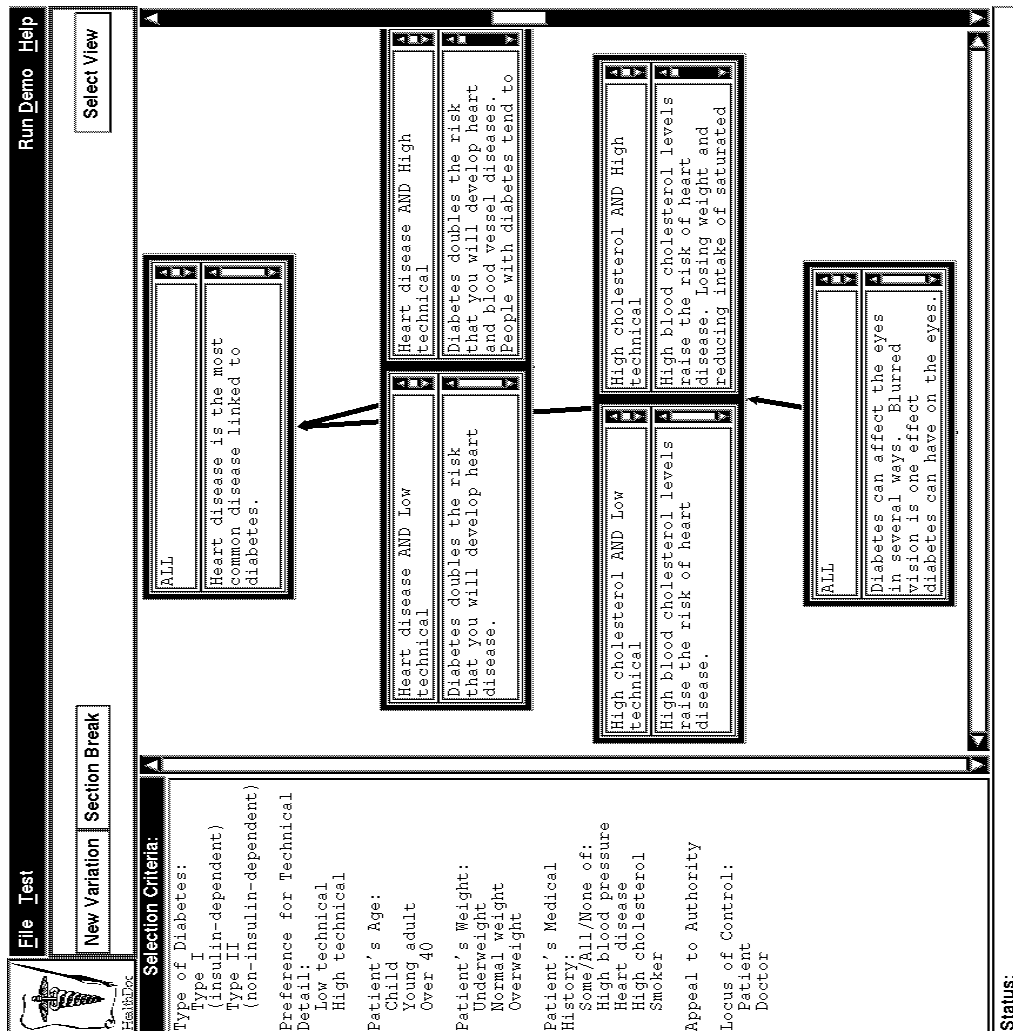 HealthDoc
File Test Run Demo Help
New Variation Section Break Select View
Selection Criteria:
Type of Diabetes:
Type I
(insulin-dependent)
Type II
(non-insulin-dependent)
Preference for Technical
Detail:
Low technical
High technical
Patient's Age:
Child
Young adult
Over 40
Patient's Weight:
Underweight
Normal weight
Overweight
Patient's Medical
History:
Some/All/None of:
High blood pressure
Heart disease
High cholesterol
Smoker
Appeal to Authority
Locus of Control:
Patient
Doctor
ALL
Heart disease is the most
common disease linked to
diabetes.
Heart disease AND Low
technical
Diabetes doubles the risk
that you will develop heart
disease.
Heart disease AND High
technical
Diabetes doubles the risk
that you will develop heart
and blood vessel diseases.
People with diabetes tend to
High cholesterol AND Low
technical
High blood cholesterol levels
raise the risk of heart
disease.
High cholesterol AND High
technical
High blood cholesterol levels
raise the risk of heart
disease. Losing weight and
reducing intake of saturated
ALL
Diabetes can affect the eyes
in several ways. Blurred
vision is one effect
diabetes can have on the eyes.
Status: